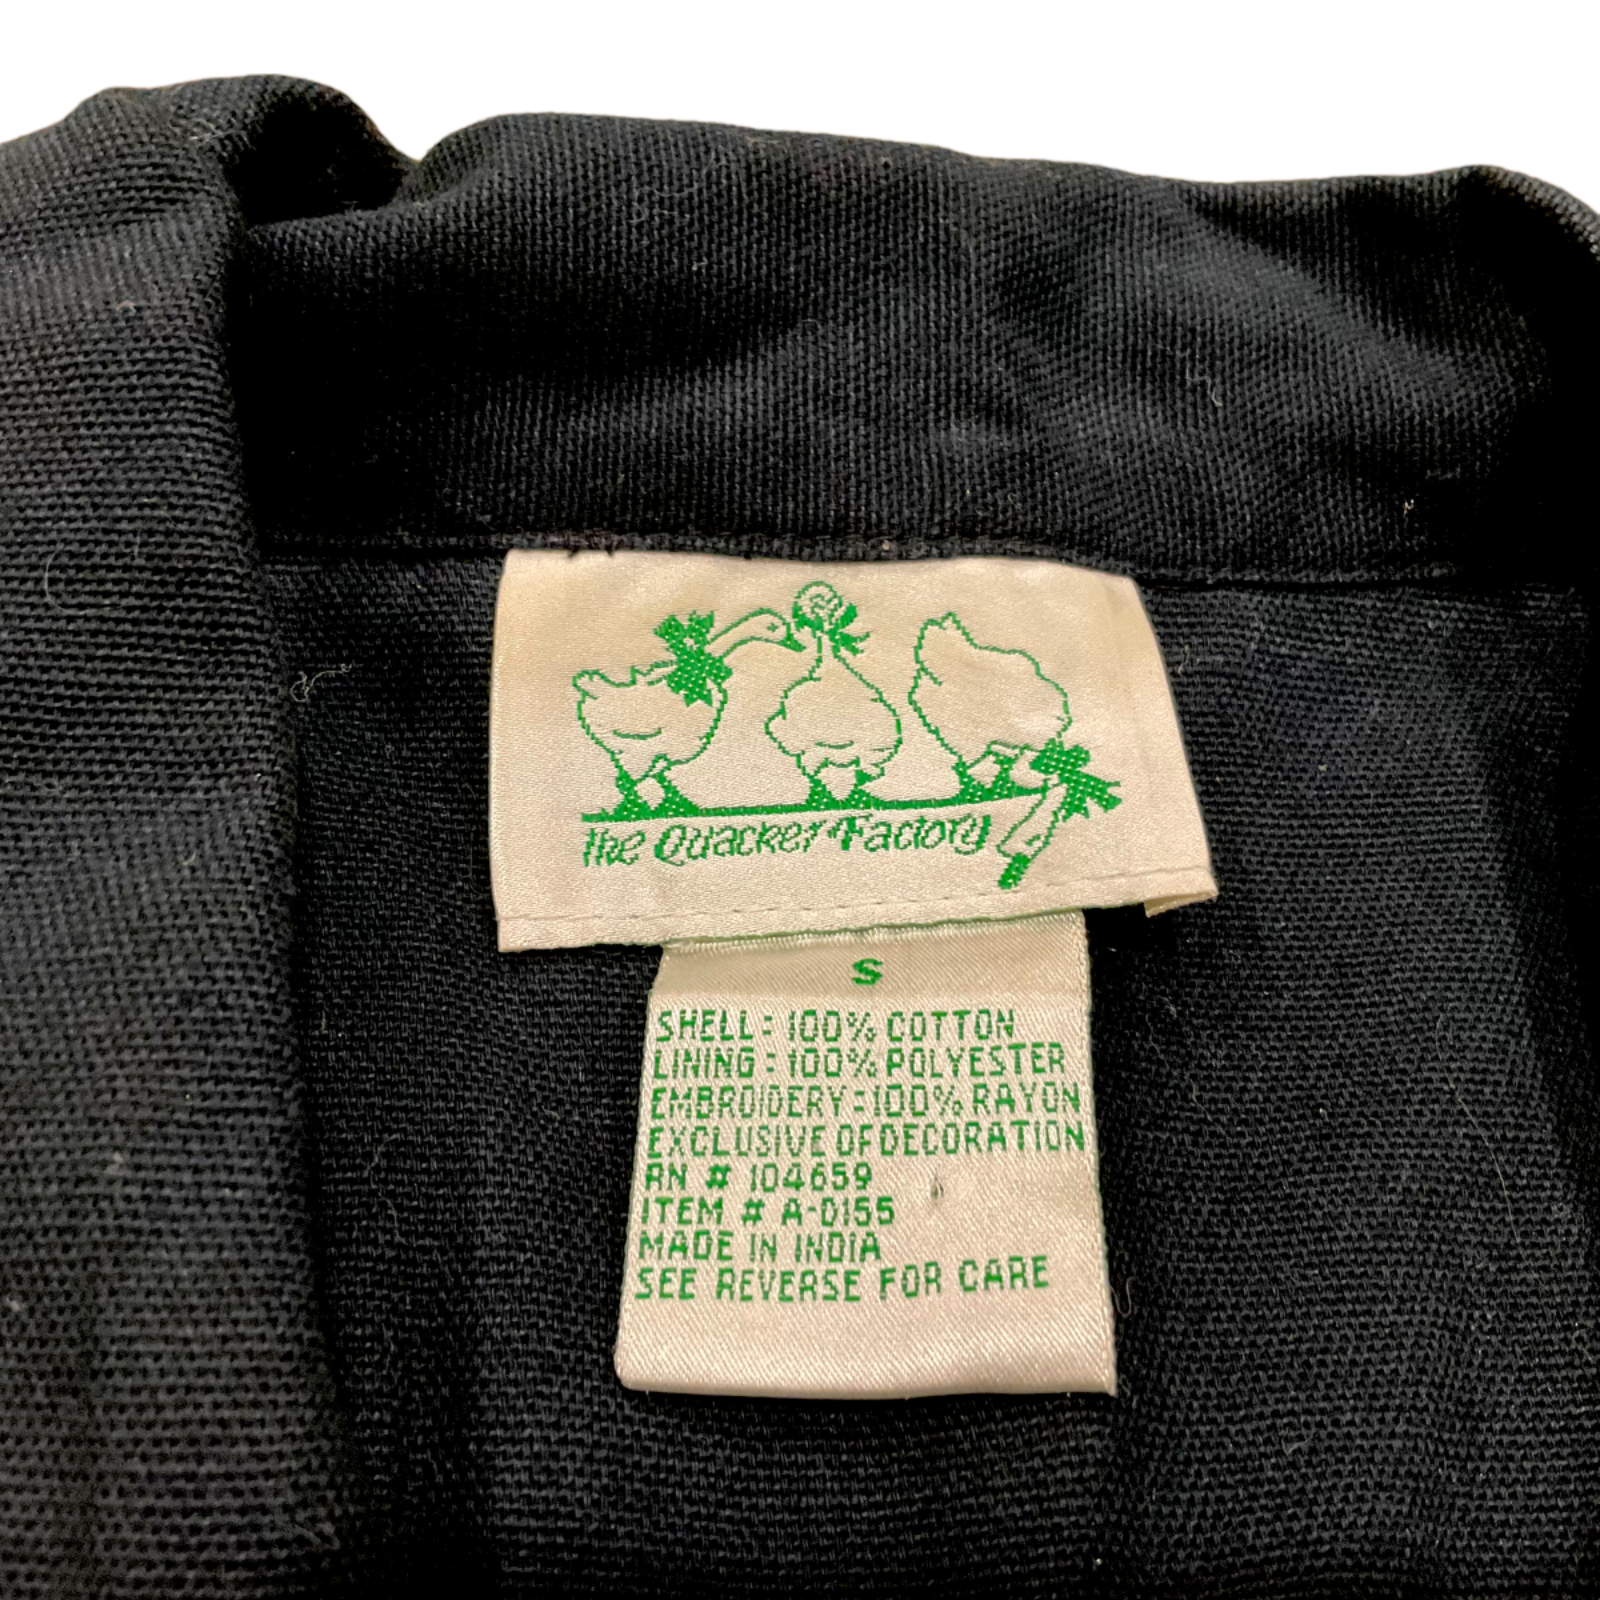 the Quacker Factory
S
SHELL: 100% COTTON
LINING: 100% POLYESTER
EMBROIDERY: 100% RAYON
EXCLUSIVE OF DECORATION
RN # 104659
ITEM # A-0155
MADE IN INDIA
SEE REVERSE FOR CARE